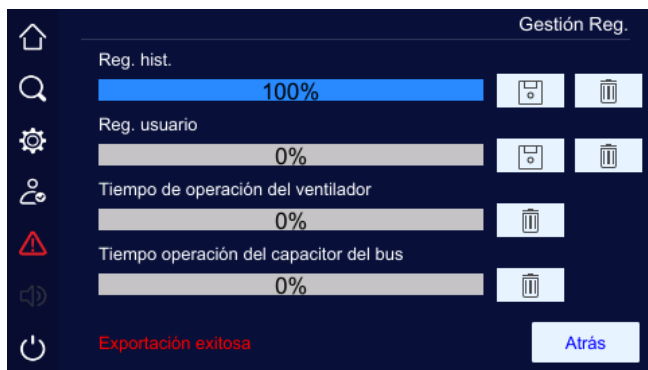 Gestión Reg.
Reg. hist.
100%
Reg. usuario
0%
Tiempo de operación del ventilador
0%
Tiempo operación del capacitor del bus
0%
Exportación exitosa
Atrás